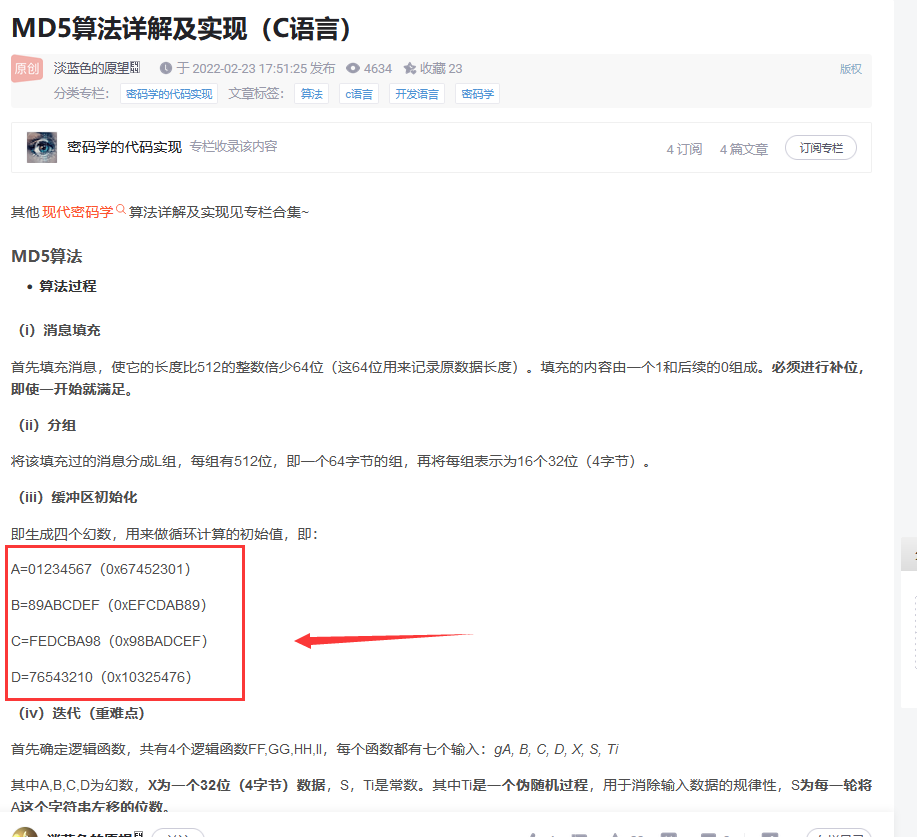 MD5算法详解及实现（C语言）
原创 淡蓝色的愿望 于 2022-02-23 17:51:25 发布 4634 收藏 23 版权
分类专栏： 密码学的代码实现 文章标签： 算法 c语言 开发语言 密码学
密码学的代码实现 专栏收录该内容 4 订阅 4 篇文章 订阅专栏
其他 现代密码学 算法详解及实现见专栏合集~
MD5算法
• 算法过程
（i）消息填充
首先填充消息，使它的长度比512的整数倍少64位（这64位用来记录原数据长度）。填充的内容由一个1和后续的0组成。必须进行补位，
即使一开始就满足。
（ii）分组
将该填充过的消息分成L组，每组有512位，即一个64字节的组，再将每组表示为16个32位（4字节）。
（iii）缓冲区初始化
即生成四个幻数，用来做循环计算的初始值，即：
A=01234567（0x67452301）
B=89ABCDEF（0xEFCDAB89）
C=FEDCBA98（0x98BADCEF）
D=76543210（0x10325476）
（iv）迭代（重难点）
首先确定逻辑函数，共有4个逻辑函数FF,GG,HH,II，每个函数都有七个输入：gA, B, C, D, X, S, Ti
其中A,B,C,D为幻数，X为一个32位（4字节）数据，S，Ti是常数。其中Ti是一个伪随机过程，用于消除输入数据的规律性，S为每一轮将
A这个字符串左移的位数。
淡蓝色的愿望